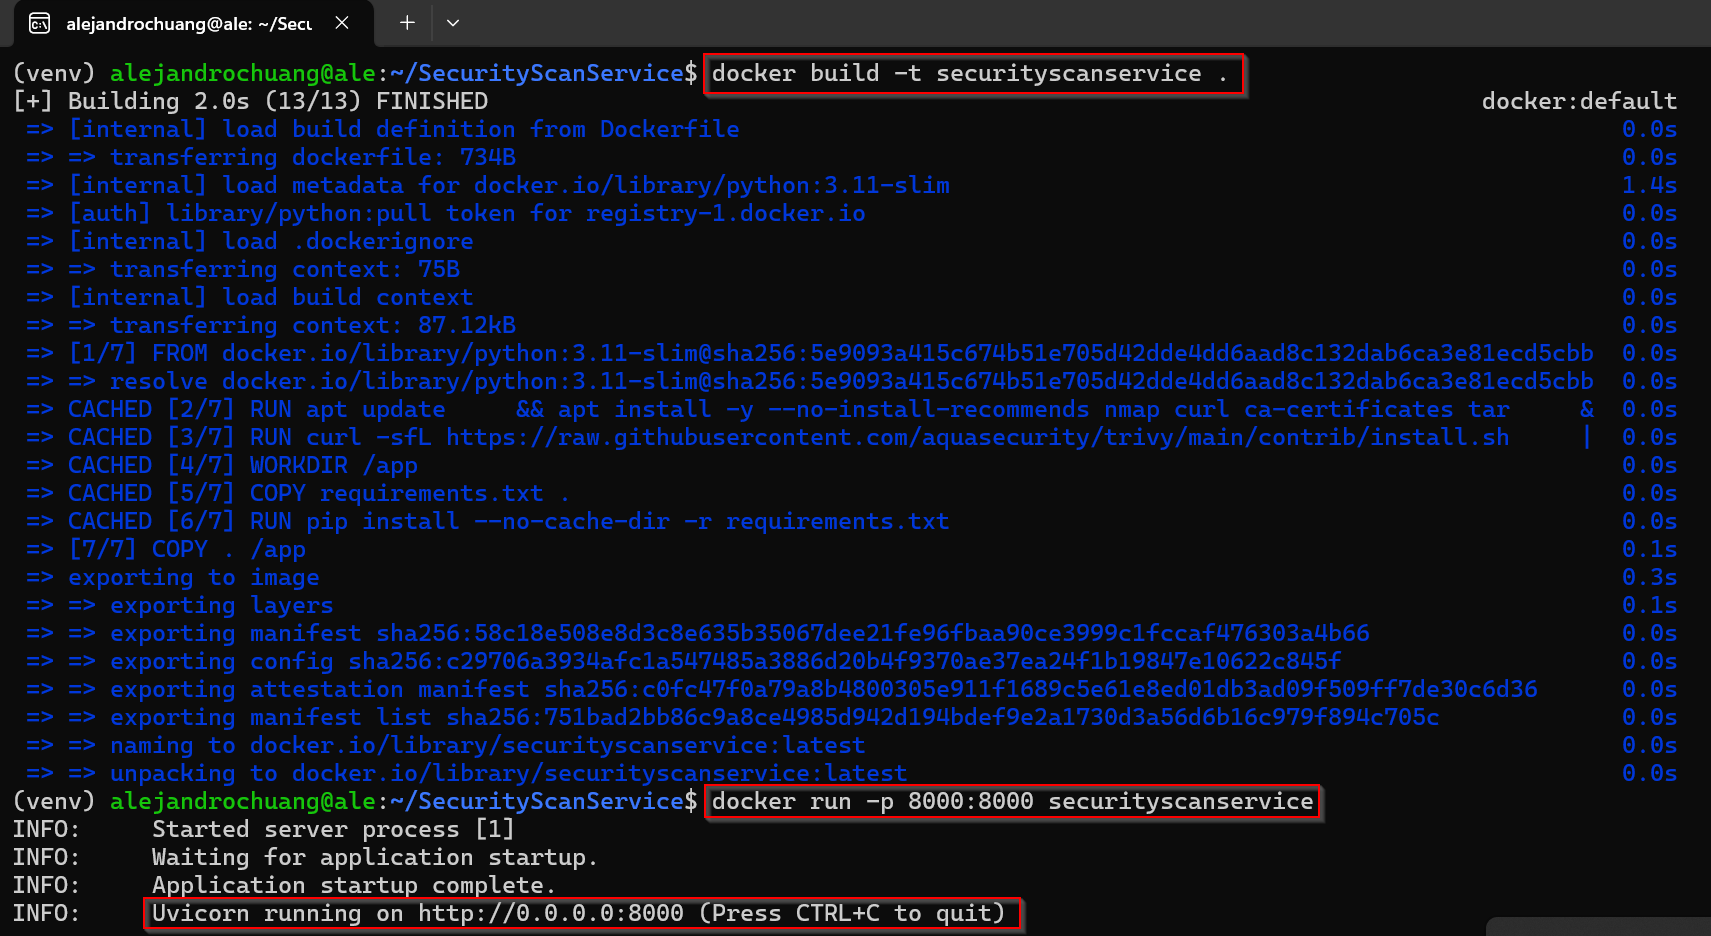 alejandrochuang@ale: ~/Secu
(venv) alejandrochuang@ale:~/SecurityScanService$ docker build -t securityscanservice .
[+] Building 2.0s (13/13) FINISHED docker:default
=> [internal] load build definition from Dockerfile 0.0s
=> => transferring dockerfile: 734B 0.0s
=> [internal] load metadata for docker.io/library/python:3.11-slim 1.4s
=> [auth] library/python:pull token for registry-1.docker.io 0.0s
=> [internal] load .dockerignore 0.0s
=> => transferring context: 75B 0.0s
=> [internal] load build context 0.0s
=> => transferring context: 87.12kB 0.0s
=> [1/7] FROM docker.io/library/python:3.11-slim@sha256:5e9093a415c674b51e705d42dde4dd6aad8c132dab6ca3e81ecd5cbb 0.0s
=> => resolve docker.io/library/python:3.11-slim@sha256:5e9093a415c674b51e705d42dde4dd6aad8c132dab6ca3e81ecd5cbb 0.0s
=> CACHED [2/7] RUN apt update && apt install -y --no-install-recommends nmap curl ca-certificates tar & 0.0s
=> CACHED [3/7] RUN curl -sfL https://raw.githubusercontent.com/aquasecurity/trivy/main/contrib/install.sh | 0.0s
=> CACHED [4/7] WORKDIR /app 0.0s
=> CACHED [5/7] COPY requirements.txt . 0.0s
=> CACHED [6/7] RUN pip install --no-cache-dir -r requirements.txt 0.0s
=> [7/7] COPY . /app 0.1s
=> exporting to image 0.3s
=> => exporting layers 0.1s
=> => exporting manifest sha256:58c18e508e8d3c8e635b35067dee21fe96fbaa90ce3999c1fccaf476303a4b66 0.0s
=> => exporting config sha256:c29706a3934afc1a547485a3886d20b4f9370ae37ea24f1b19847e10622c845f 0.0s
=> => exporting attestation manifest sha256:c0fc47f0a79a8b4800305e911f1689c5e61e8ed01db3ad09f509ff7de30c6d36 0.0s
=> => exporting manifest list sha256:751bad2bb86c9a8ce4985d942d194bdef9e2a1730d3a56d6b16c979f894c705c 0.0s
=> => naming to docker.io/library/securityscanservice:latest 0.0s
=> => unpacking to docker.io/library/securityscanservice:latest 0.0s
(venv) alejandrochuang@ale:~/SecurityScanService$ docker run -p 8000:8000 securityscanservice
INFO: Started server process [1]
INFO: Waiting for application startup.
INFO: Application startup complete.
INFO: Uvicorn running on http://0.0.0.0:8000 (Press CTRL+C to quit)